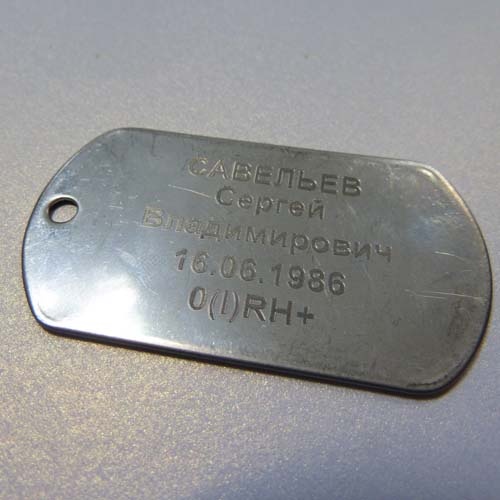 САВЕЛЬЕВ
Сергей
Владимирович
16.06.1986
0(I)RH+